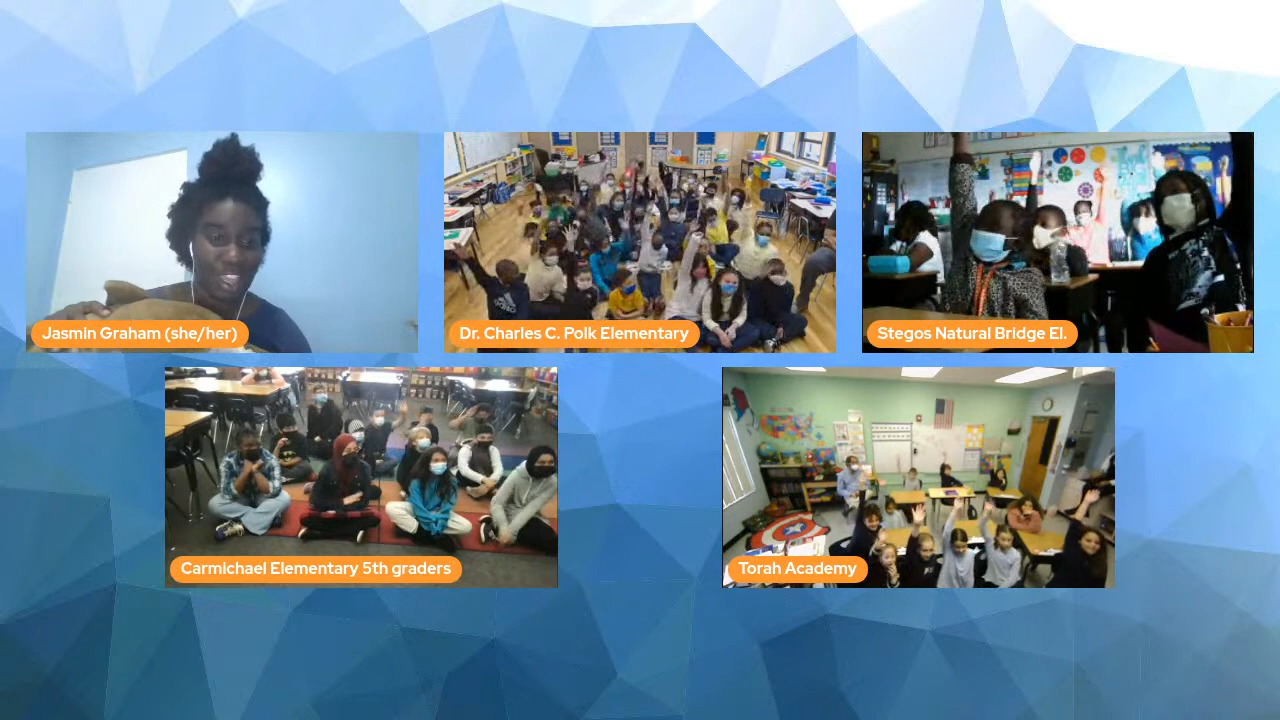 Jasmin Graham (she/her)
Dr. Charles C. Polk Elementary
Stegos Natural Bridge El.
Carmichael Elementary 5th graders
Torah Academy